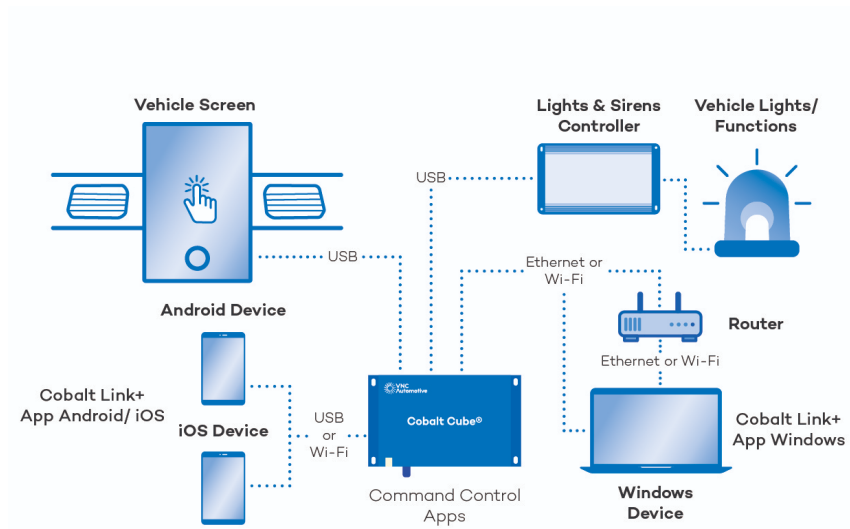 Vehicle Screen
Lights & Sirens
Controller
Vehicle Lights/
Functions
USB
USB
Ethernet or
Wi-Fi
Android Device
Router
Ethernet or Wi-Fi
Cobalt Link+
App Android/ iOS
iOS Device
USB
or
Wi-Fi
VNC
Automotive
Cobalt Cube®
Cobalt Link+
App Windows
Command Control
Apps
Windows
Device